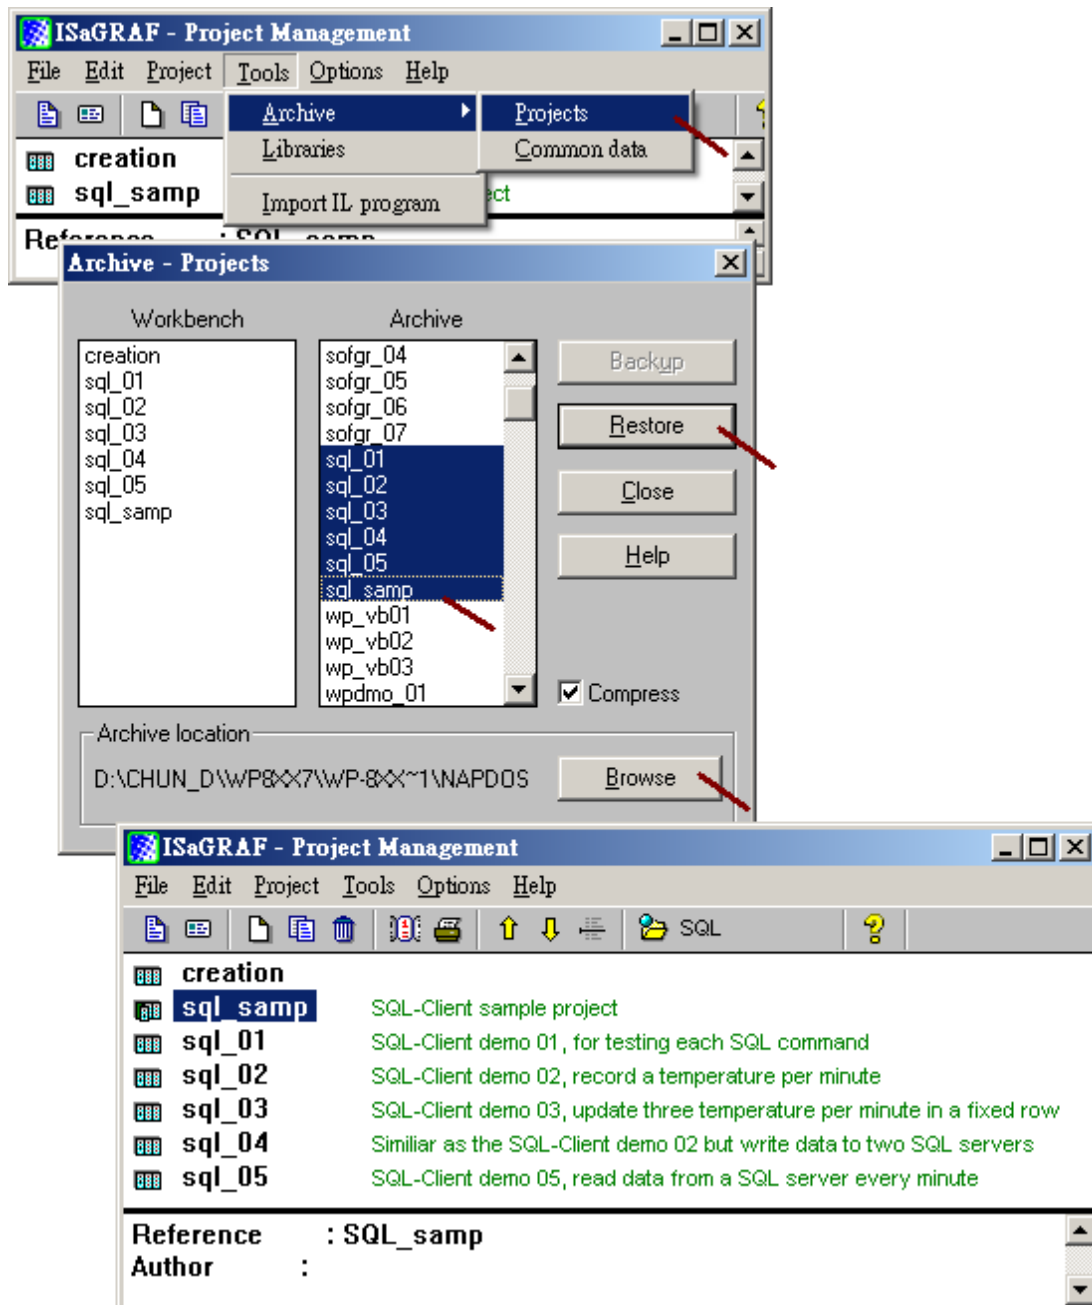 ISaGRAF - Project Management
File Edit Project Tools Options Help
Archive Projects
creation Libraries Common data
sql_samp Import IL program ect
Reference : SQL_samp
Archive - Projects
Workbench Archive
creation
sql_01
sql_02
sql_03
sql_04
sql_05
sql_samp
sofgr_04
sofgr_05
sofgr_06
sofgr_07
sql_01
sql_02
sql_03
sql_04
sql_05
sql_samp
wp_vb01
wp_vb02
wp_vb03
wpdmo_01
Backup
Restore
Close
Help
Compress
Archive location
D:\CHUN_D\WP8XX7\WP-8XX~1\NAPDOS Browse
ISaGRAF - Project Management
File Edit Project Tools Options Help
SQL
creation
sql_samp SQL-Client sample project
sql_01 SQL-Client demo 01, for testing each SQL command
sql_02 SQL-Client demo 02, record a temperature per minute
sql_03 SQL-Client demo 03, update three temperature per minute in a fixed row
sql_04 Similiar as the SQL-Client demo 02 but write data to two SQL servers
sql_05 SQL-Client demo 05, read data from a SQL server every minute
Reference : SQL_samp
Author :